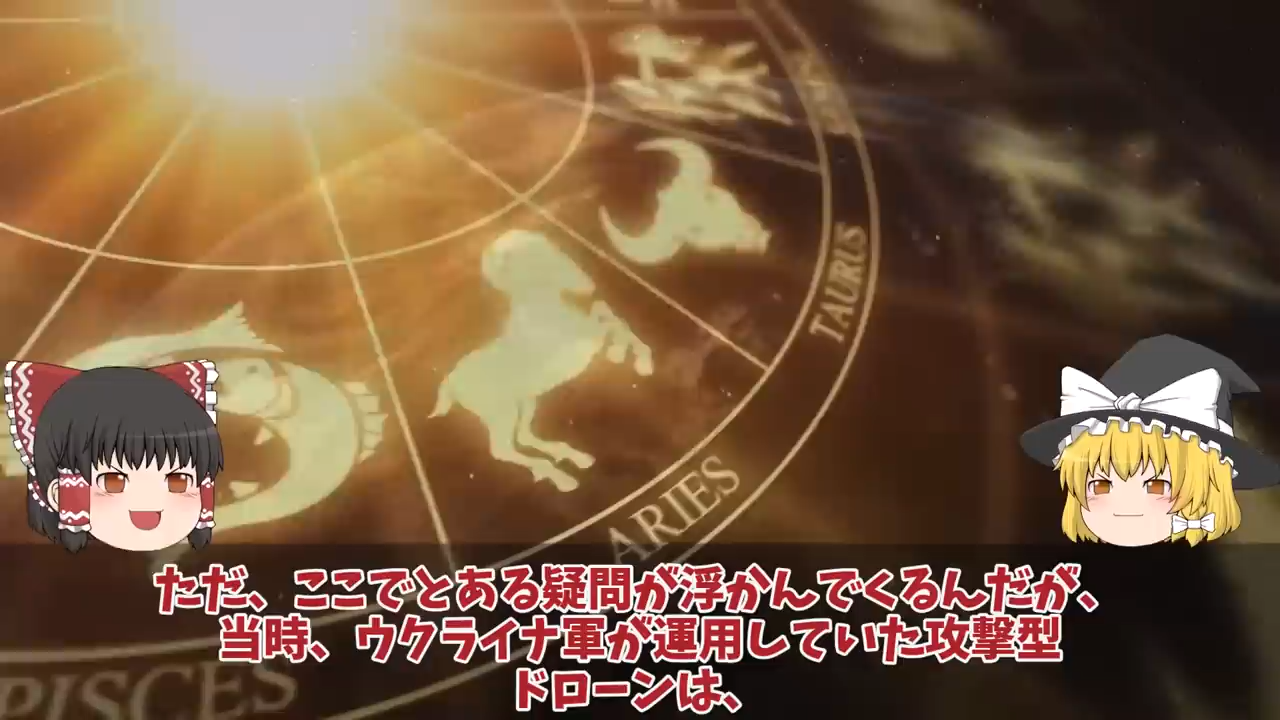 TAURUS
ARIES
PISCES
ただ、ここでとある疑問が浮かんでくるんだが、
当時、ウクライナ軍が運用していた攻撃型
ドローンは、